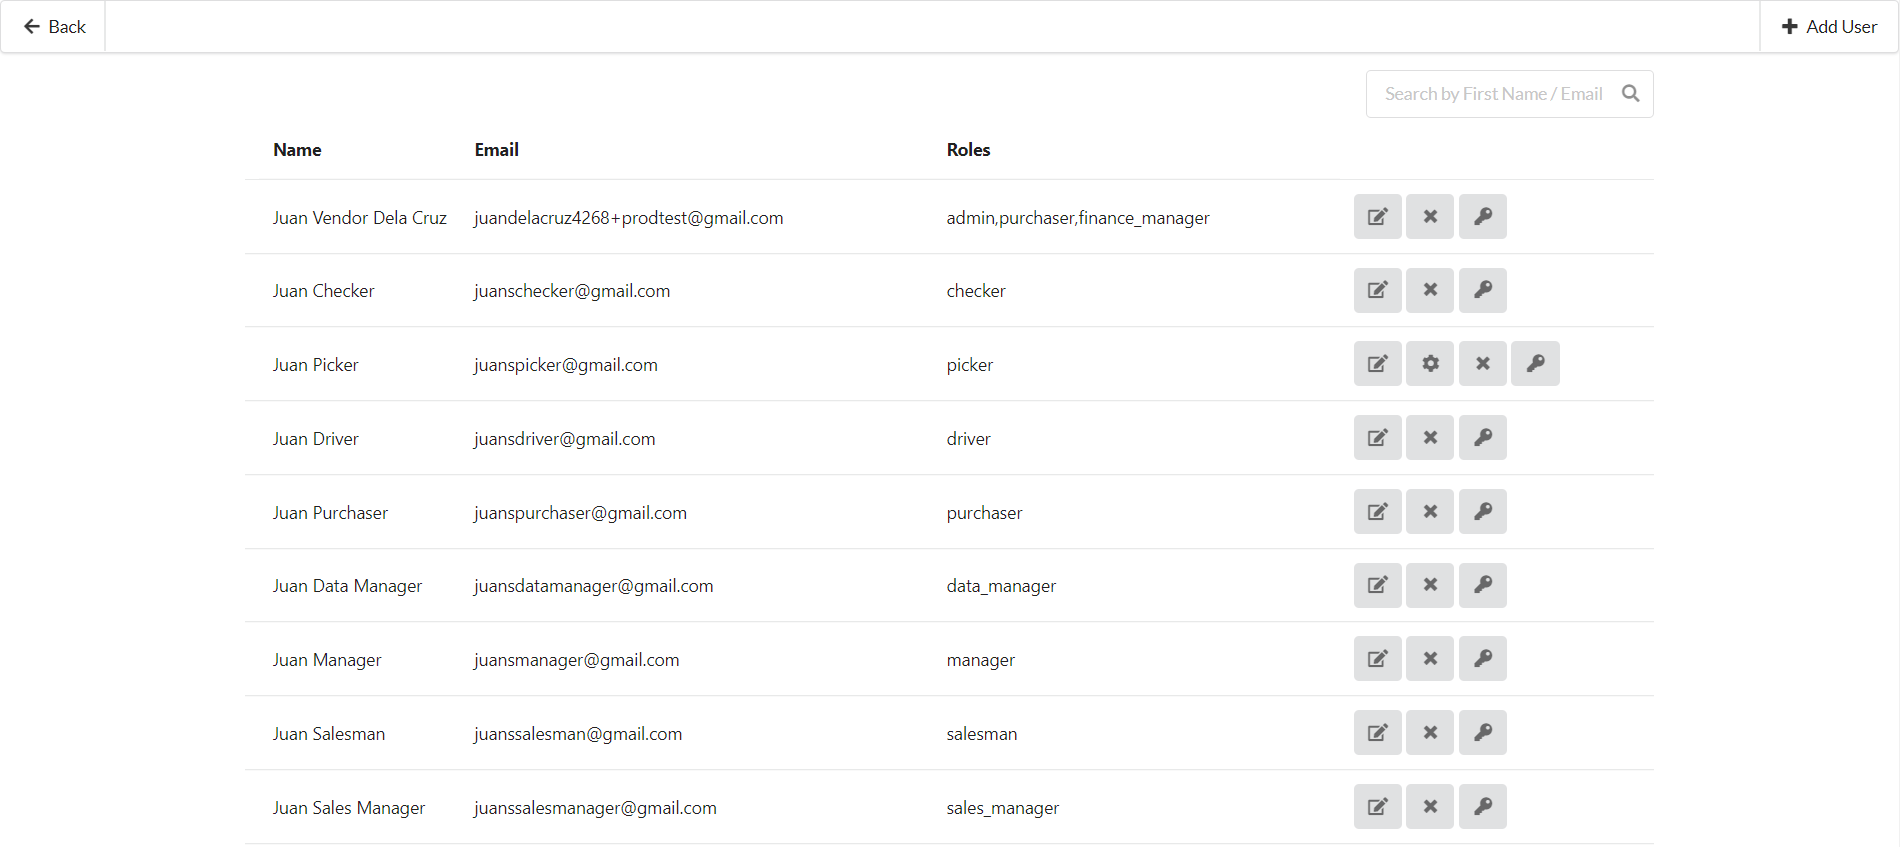 Back Add User
Search by First Name / Email
Name Email Roles
Juan Vendor Dela Cruz juandelacruz4268+prodtest@gmail.com admin,purchaser,finance_manager
Juan Checker juanschecker@gmail.com checker
Juan Picker juanspicker@gmail.com picker
Juan Driver juansdriver@gmail.com driver
Juan Purchaser juanspurchaser@gmail.com purchaser
Juan Data Manager juansdatamanager@gmail.com data_manager
Juan Manager juansmanager@gmail.com manager
Juan Salesman juanssalesman@gmail.com salesman
Juan Sales Manager juanssalesmanager@gmail.com sales_manager